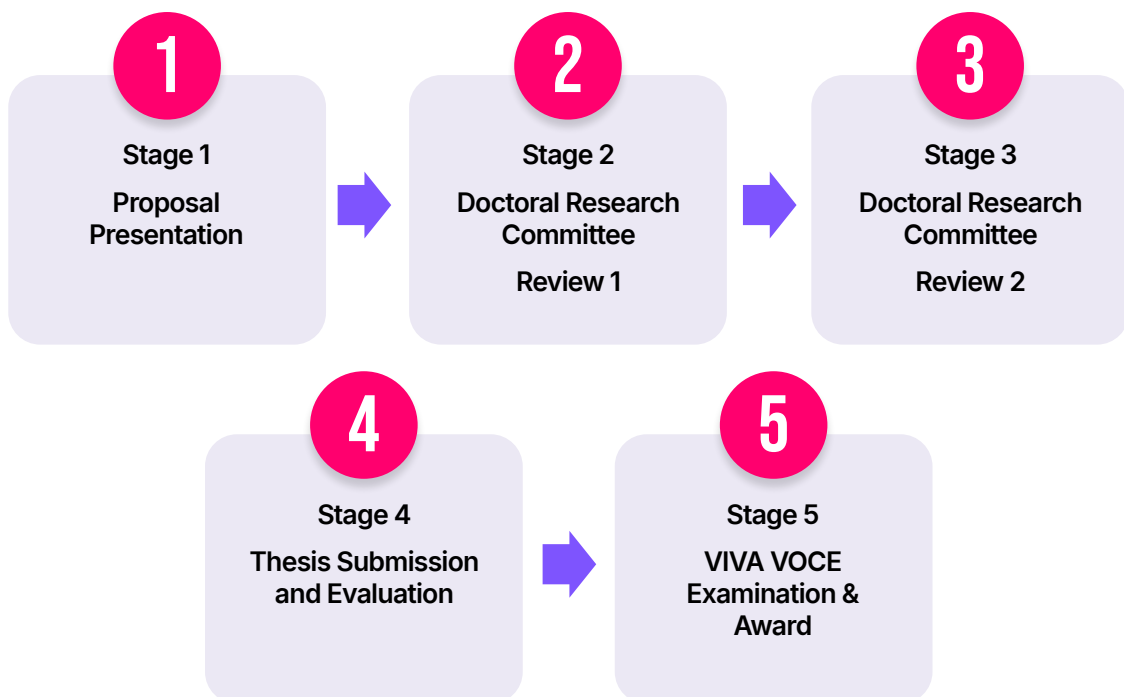 1
Stage 1
Proposal
Presentation
2
Stage 2
Doctoral Research
Committee
Review 1
3
Stage 3
Doctoral Research
Committee
Review 2
4
Stage 4
Thesis Submission
and Evaluation
5
Stage 5
VIVA VOCE
Examination &
Award